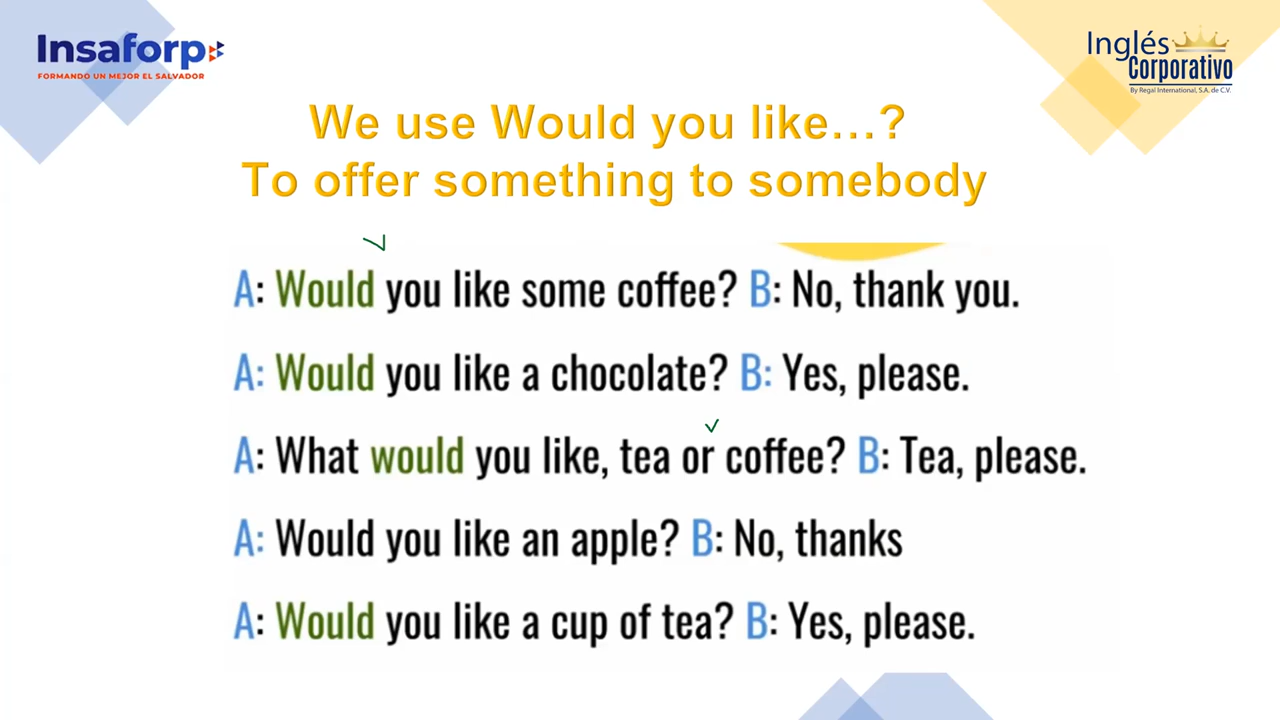 Insaforp
FORMANDO UN MEJOR EL SALVADOR
Inglés
Corporativo
By Regal International, S.A. de C.V.
We use Would you like...?
To offer something to somebody
A: Would you like some coffee? B: No, thank you.
A: Would you like a chocolate? B: Yes, please.
A: What would you like, tea or coffee? B: Tea, please.
A: Would you like an apple? B: No, thanks
A: Would you like a cup of tea? B: Yes, please.